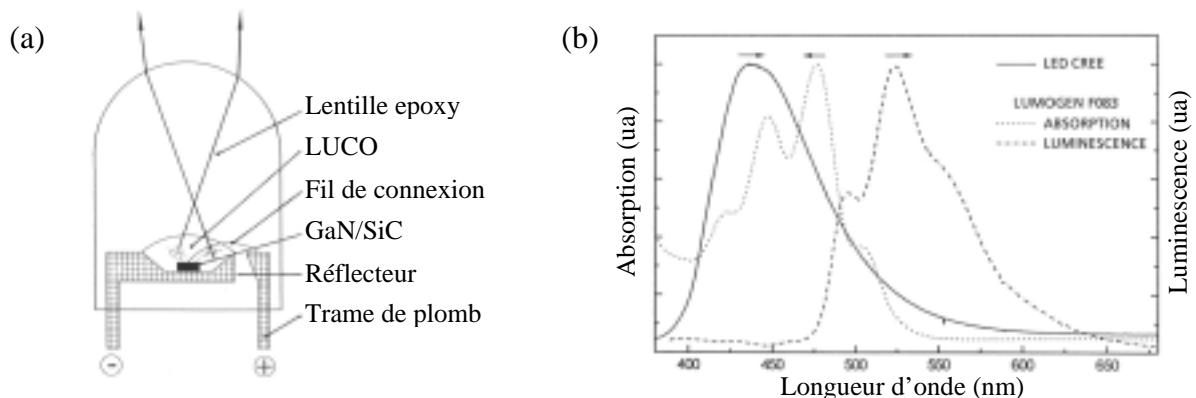 (a)
Lentille epoxy
LUCO
Fil de connexion
GaN/SiC
Réflecteur
Trame de plomb
-
+
(b)
LED CREE
LUMOGEN F083
ABSORPTION
LUMINESCENCE
Absorption (ua)
Luminescence (ua)
400 450 500 550 600 650
Longueur d’onde (nm)